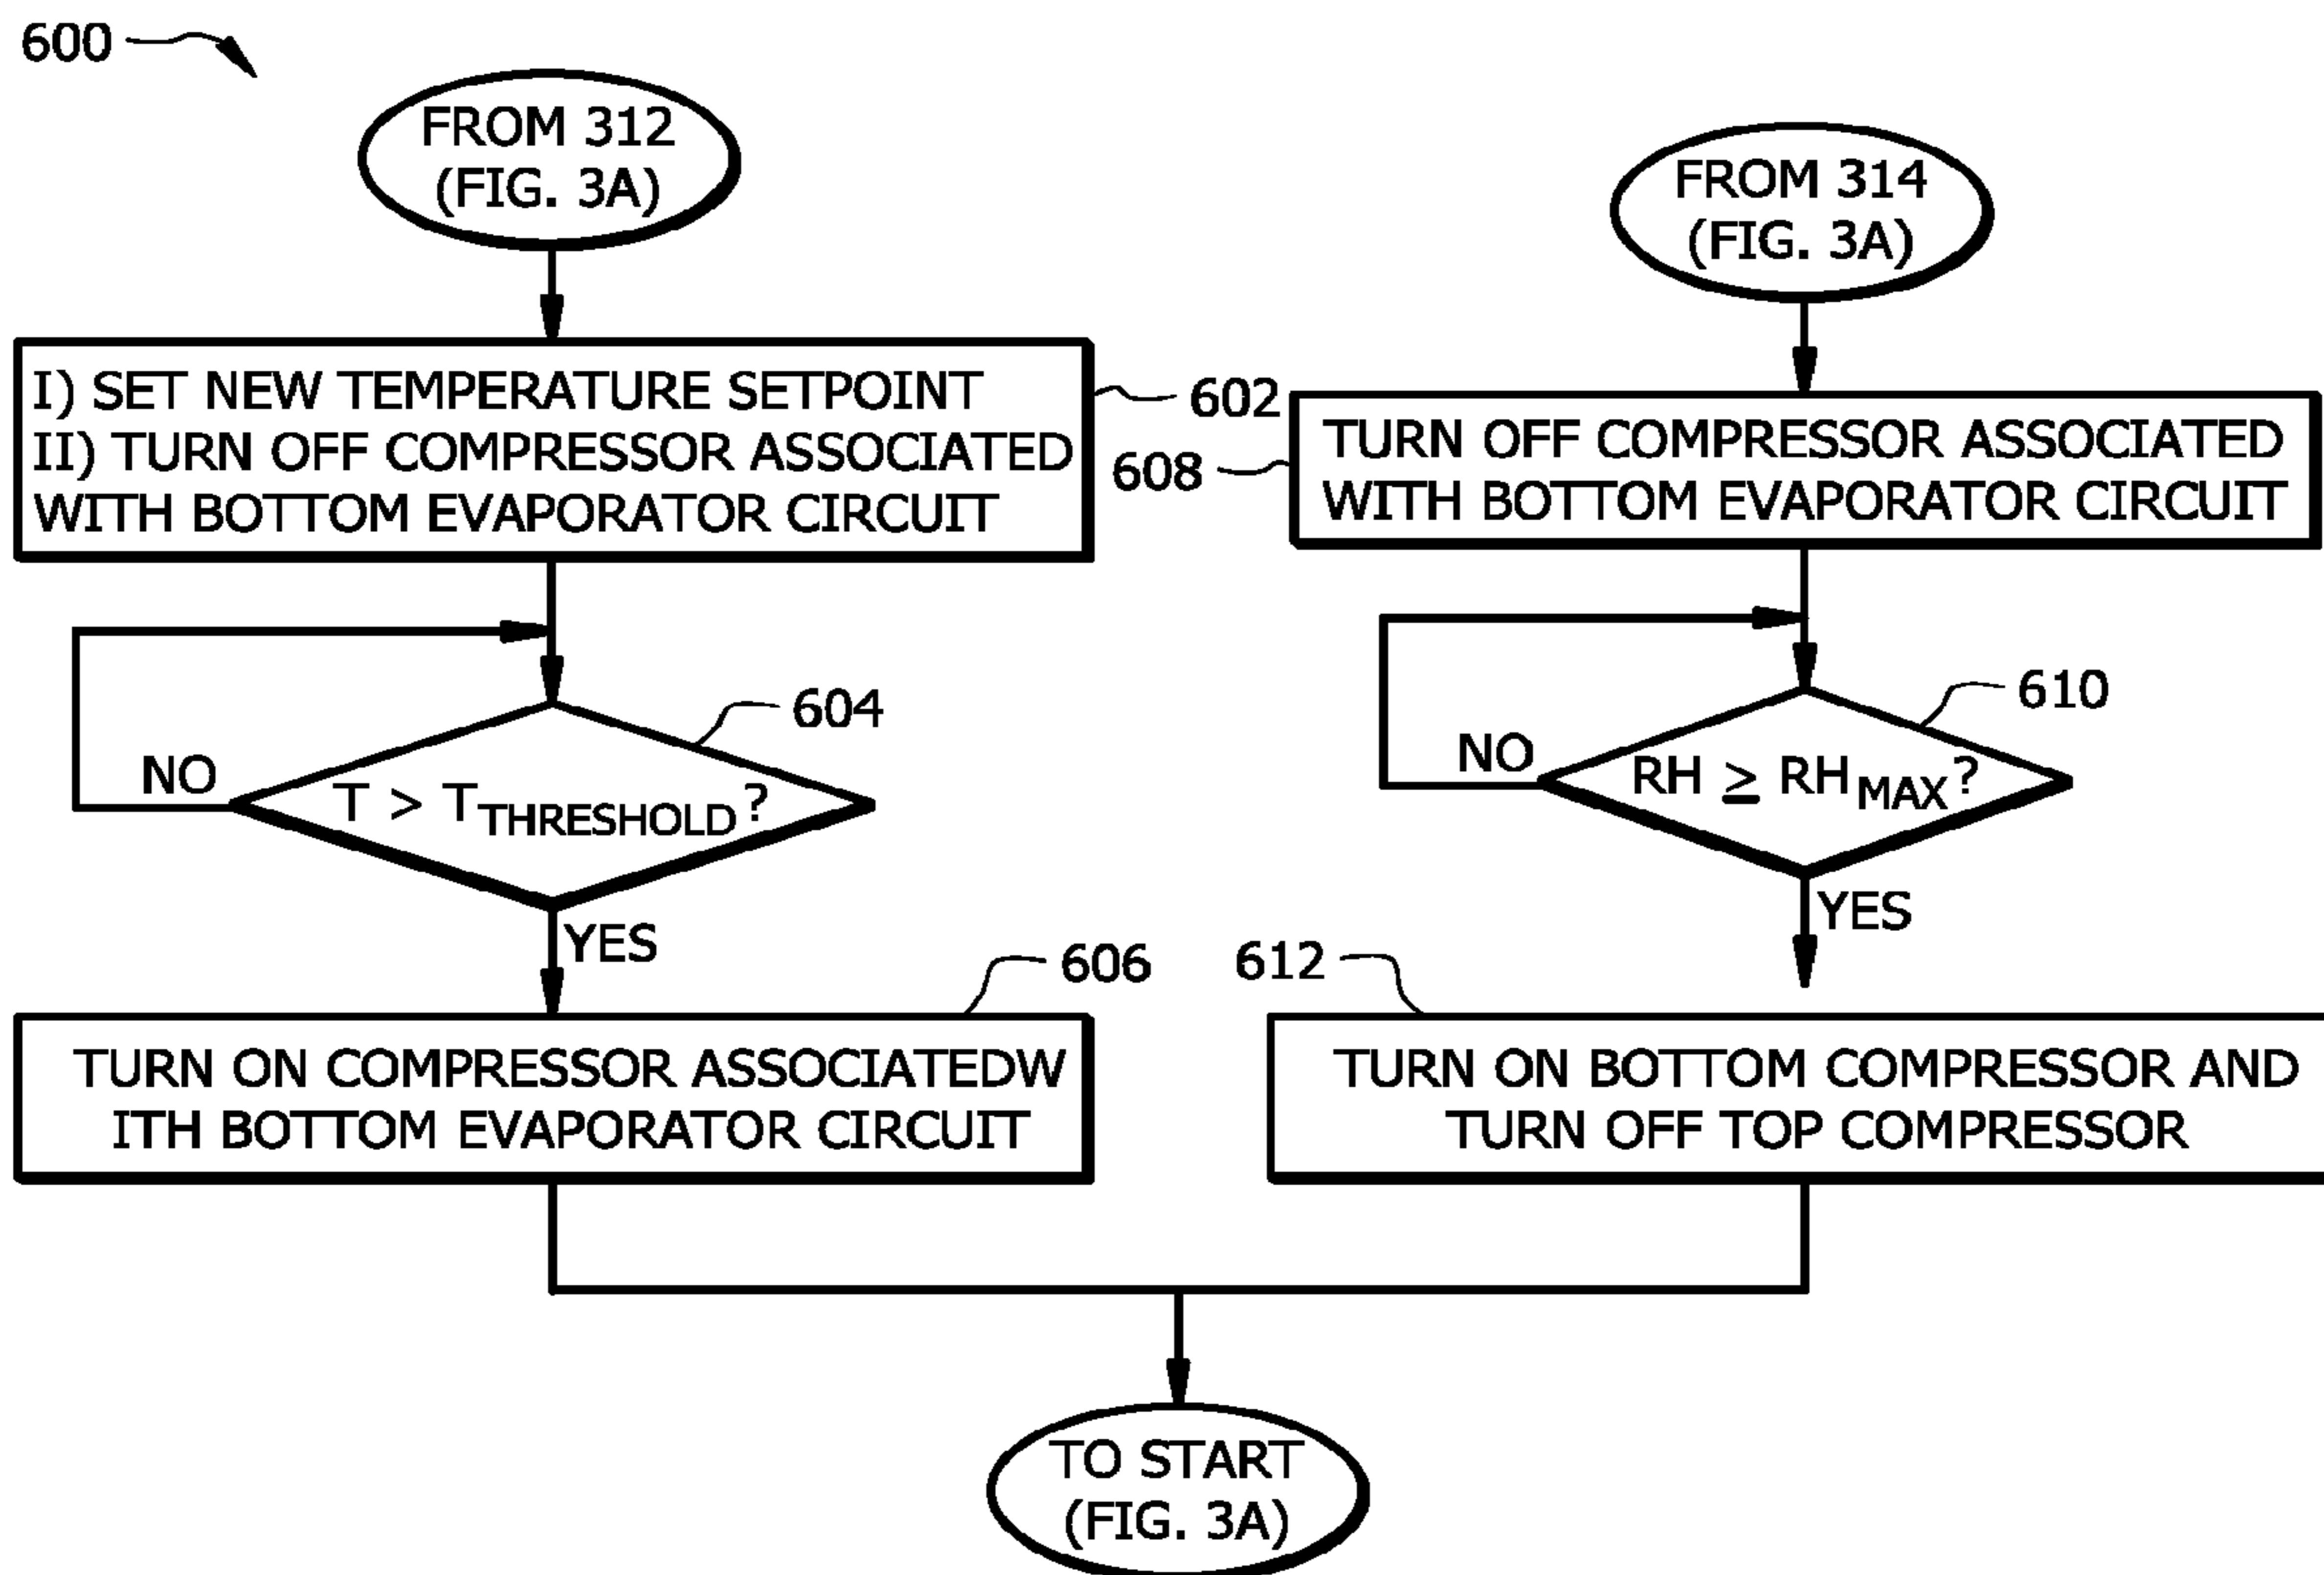 600
FROM 312
(FIG. 3A)
I) SET NEW TEMPERATURE SETPOINT
II) TURN OFF COMPRESSOR ASSOCIATED
WITH BOTTOM EVAPORATOR CIRCUIT
602
NO
T > T THRESHOLD?
604
YES
TURN ON COMPRESSOR ASSOCIATEDW
ITH BOTTOM EVAPORATOR CIRCUIT
606
FROM 314
(FIG. 3A)
608
TURN OFF COMPRESSOR ASSOCIATED
WITH BOTTOM EVAPORATOR CIRCUIT
NO
RH ≥ RH MAX?
610
YES
612
TURN ON BOTTOM COMPRESSOR AND
TURN OFF TOP COMPRESSOR
TO START
(FIG. 3A)